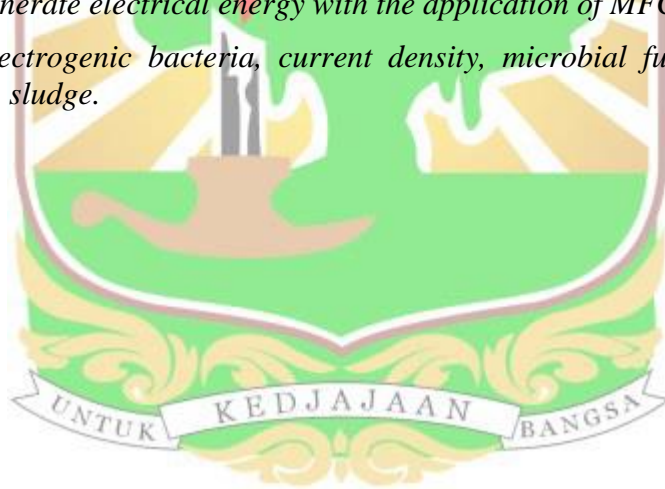 nerate electrical energy with the application of MFC
ectrogenic bacteria, current density, microbial fu
sludge.
UNTUK KEDJAJAAN BANGSA